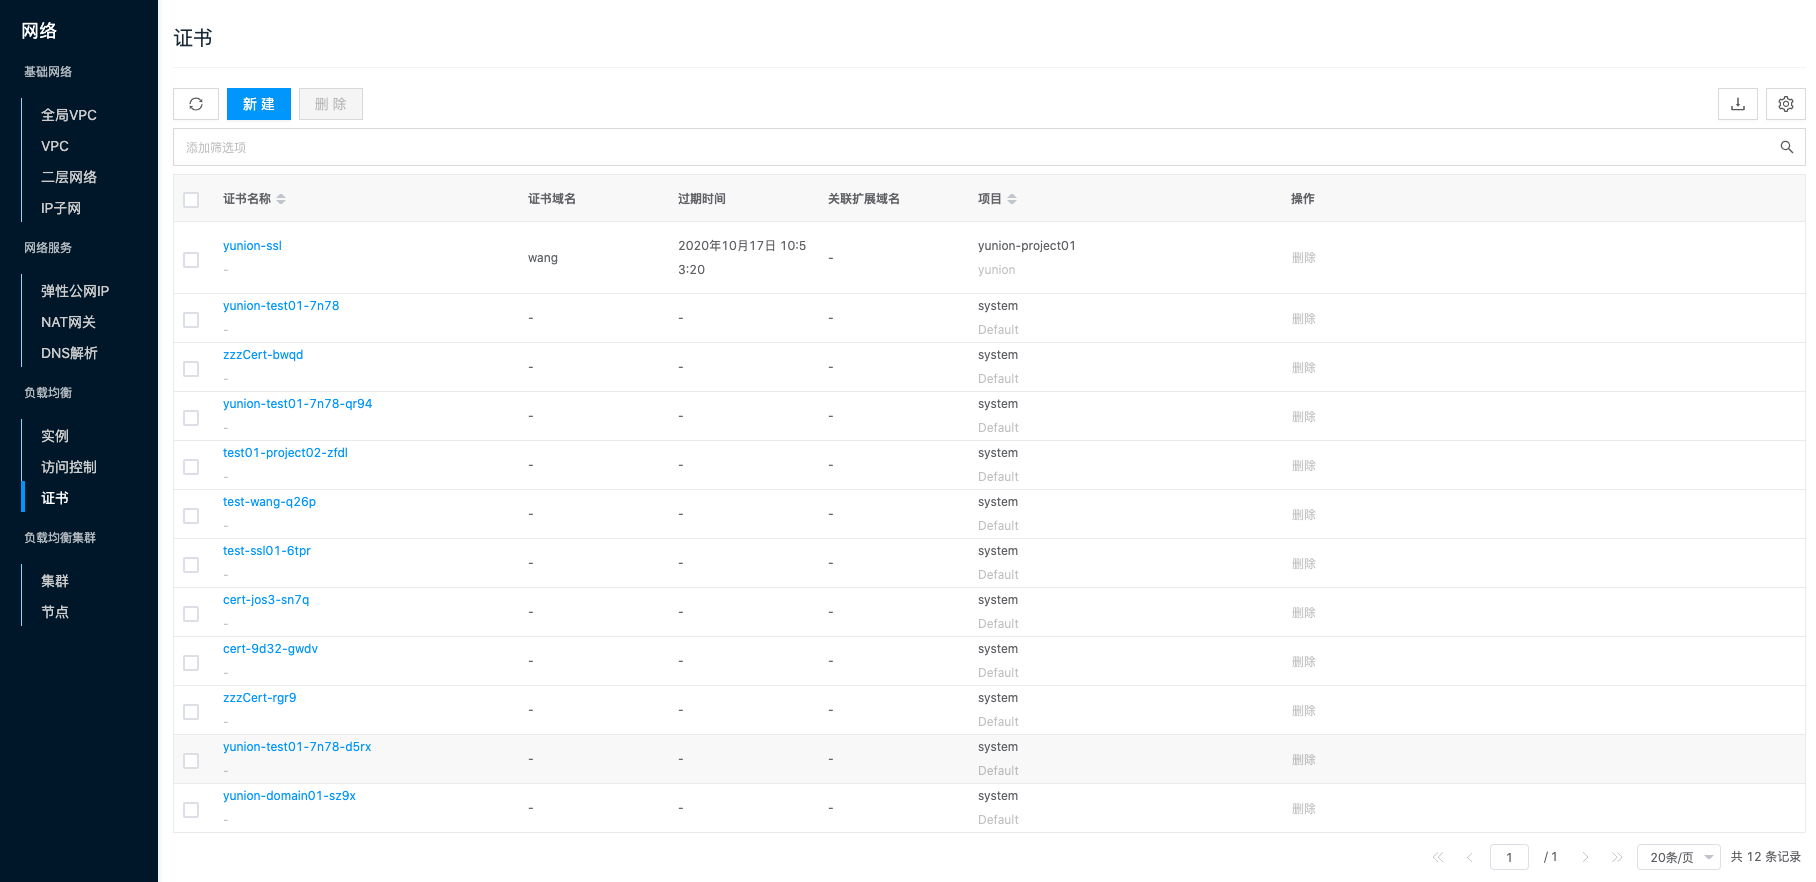 网络
基础网络
全局VPC
VPC
二层网络
IP子网
网络服务
弹性公网IP
NAT网关
DNS解析
负载均衡
实例
访问控制
证书
负载均衡集群
集群
节点
证书
新 建
删 除
添加筛选项
证书名称 证书域名 过期时间 关联扩展域名 项目 操作
yunion-ssl
-
wang
2020年10月17日 10:5
3:20
-
yunion-project01
yunion
删除
yunion-test01-7n78
-
-
-
-
system
Default
删除
zzzCert-bwqd
-
-
-
-
system
Default
删除
yunion-test01-7n78-qr94
-
-
-
-
system
Default
删除
test01-project02-zfdl
-
-
-
-
system
Default
删除
test-wang-q26p
-
-
-
-
system
Default
删除
test-ssl01-6tpr
-
-
-
-
system
Default
删除
cert-jos3-sn7q
-
-
-
-
system
Default
删除
cert-9d32-gwdv
-
-
-
-
system
Default
删除
zzzCert-rgr9
-
-
-
-
system
Default
删除
yunion-test01-7n78-d5rx
-
-
-
-
system
Default
删除
yunion-domain01-sz9x
-
-
-
-
system
Default
删除
1 / 1 20条/页 共 12 条记录